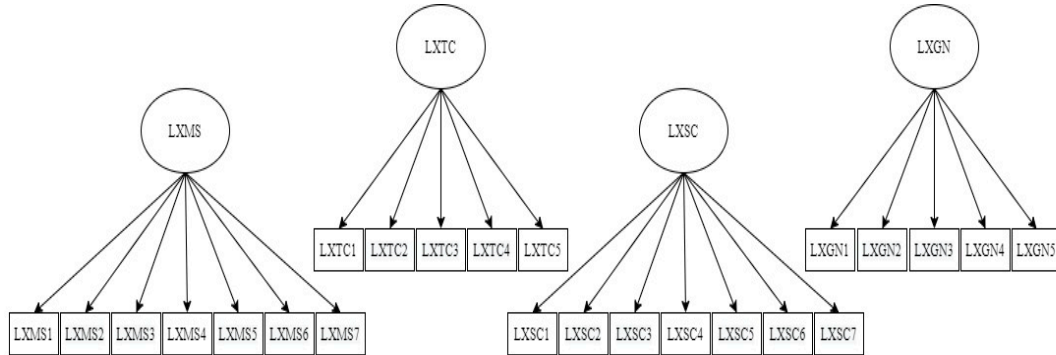 LXTC
LXGN
LXMS
LXSC
LXTC1 LXTC2 LXTC3 LXTC4 LXTC5
LXGN1 LXGN2 LXGN3 LXGN4 LXGN5
LXMS1 LXMS2 LXMS3 LXMS4 LXMS5 LXMS6 LXMS7
LXSC1 LXSC2 LXSC3 LXSC4 LXSC5 LXSC6 LXSC7